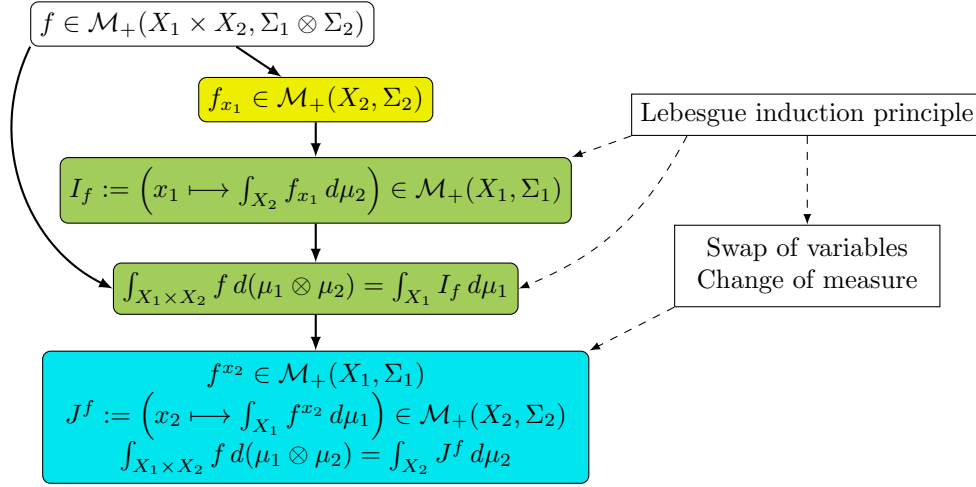 f ∈ M₊(X₁ × X₂, Σ₁ ⊗ Σ₂)
f_{x₁} ∈ M₊(X₂, Σ₂)
Lebesgue induction principle
I_f := (x₁ ⟼ ∫_{X₂} f_{x₁} dμ₂) ∈ M₊(X₁, Σ₁)
Swap of variables
Change of measure
∫_{X₁×X₂} f d(μ₁ ⊗ μ₂) = ∫_{X₁} I_f dμ₁
f^{x₂} ∈ M₊(X₁, Σ₁)
J^f := (x₂ ⟼ ∫_{X₁} f^{x₂} dμ₁) ∈ M₊(X₂, Σ₂)
∫_{X₁×X₂} f d(μ₁ ⊗ μ₂) = ∫_{X₂} J^f dμ₂